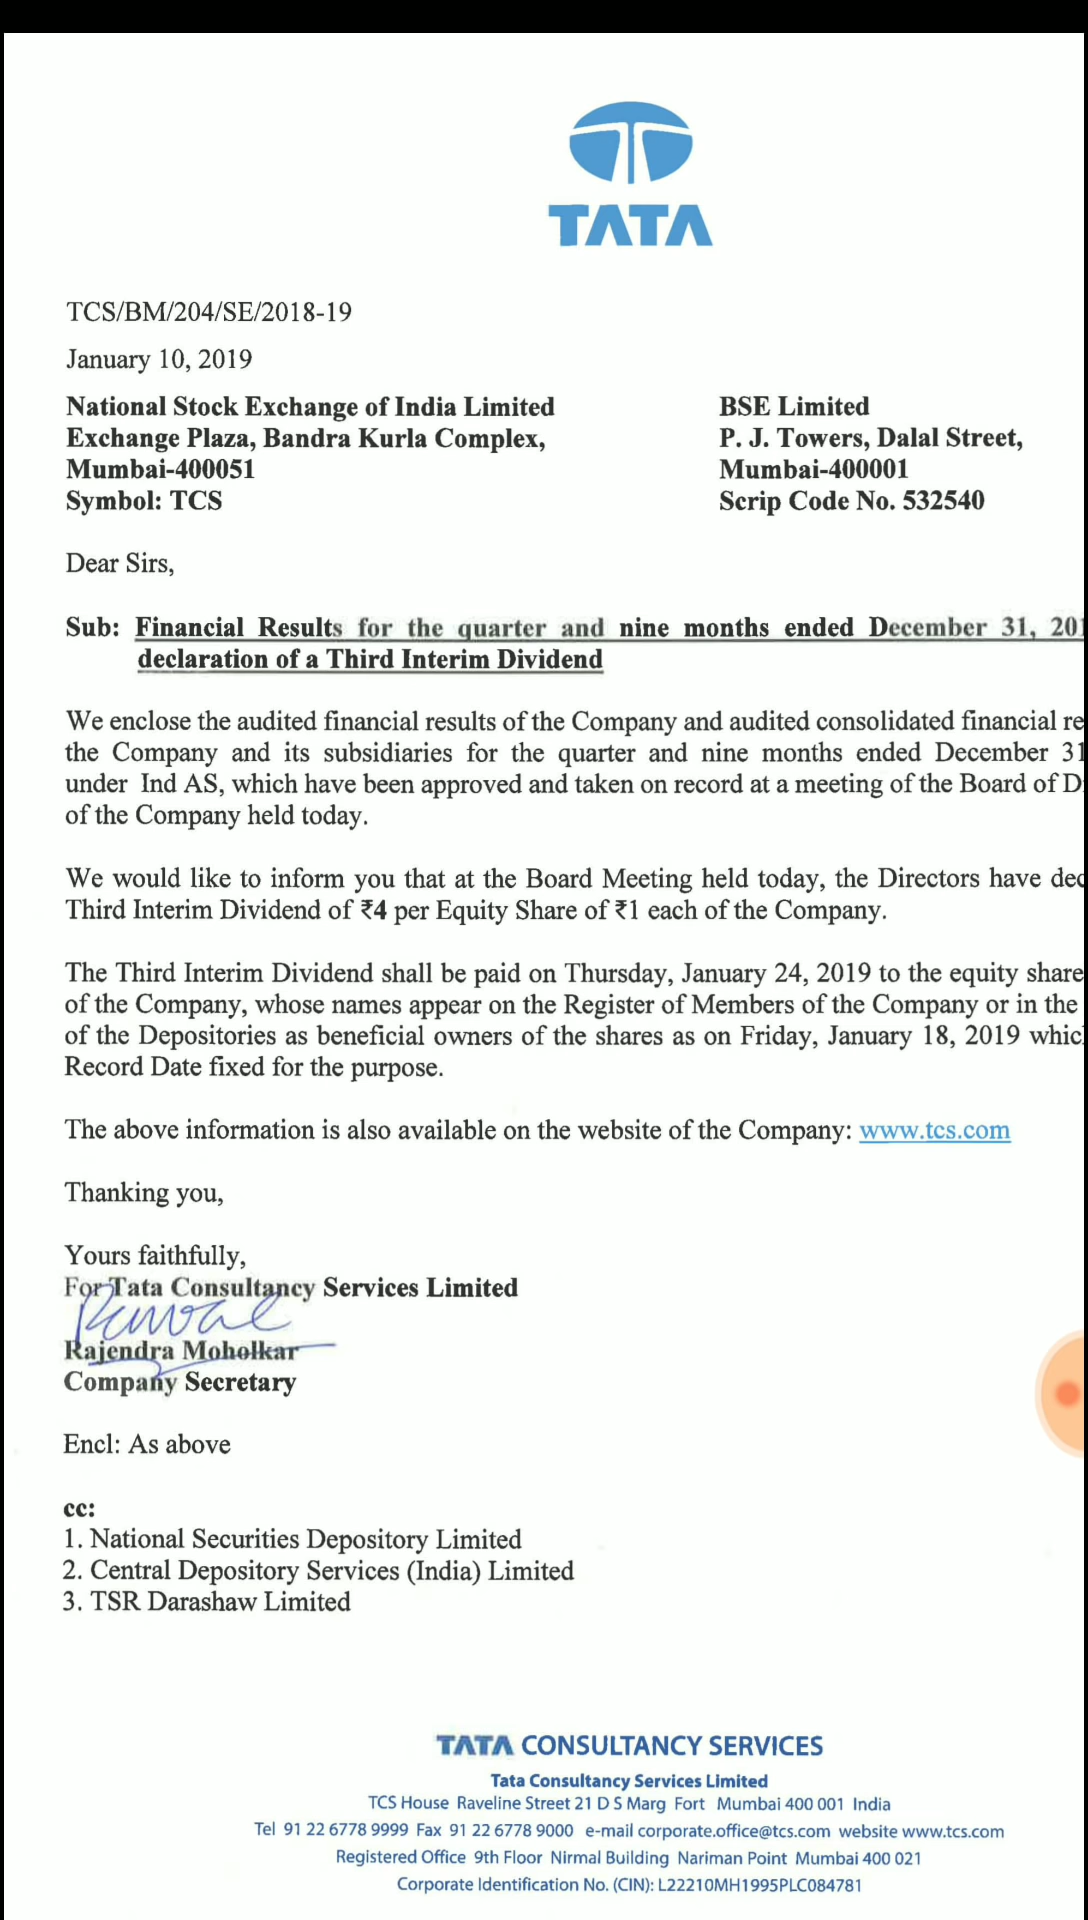 TATA
TCS/BM/204/SE/2018-19
January 10, 2019
National Stock Exchange of India Limited
Exchange Plaza, Bandra Kurla Complex,
Mumbai-400051
Symbol: TCS
BSE Limited
P. J. Towers, Dalal Street,
Mumbai-400001
Scrip Code No. 532540
Dear Sirs,
Sub: Financial Results for the quarter and nine months ended December 31,
declaration of a Third Interim Dividend
We enclose the audited financial results of the Company and audited consolidated financial
the Company and its subsidiaries for the quarter and nine months ended December 31
under Ind AS, which have been approved and taken on record at a meeting of the Board of
of the Company held today.
We would like to inform you that at the Board Meeting held today, the Directors have
Third Interim Dividend of ₹4 per Equity Share of ₹1 each of the Company.
The Third Interim Dividend shall be paid on Thursday, January 24, 2019 to the equity share
of the Company, whose names appear on the Register of Members of the Company or in the
of the Depositories as beneficial owners of the shares as on Friday, January 18, 2019
Record Date fixed for the purpose.
The above information is also available on the website of the Company: www.tcs.com
Thanking you,
Yours faithfully,
For Tata Consultancy Services Limited
Rajendra Moholkar
Company Secretary
Encl: As above
cc:
1. National Securities Depository Limited
2. Central Depository Services (India) Limited
3. TSR Darashaw Limited
TATA CONSULTANCY SERVICES
Tata Consultancy Services Limited
TCS House Raveline Street 21 D S Marg Fort Mumbai 400 001 India
Tel 91 22 6778 9999 Fax 91 22 6778 9000 e-mail corporate.office@tcs.com website www.tcs.com
Registered Office 9th Floor Nirmal Building Nariman Point Mumbai 400 021
Corporate Identification No. (CIN): L22210MH1995PLC084781